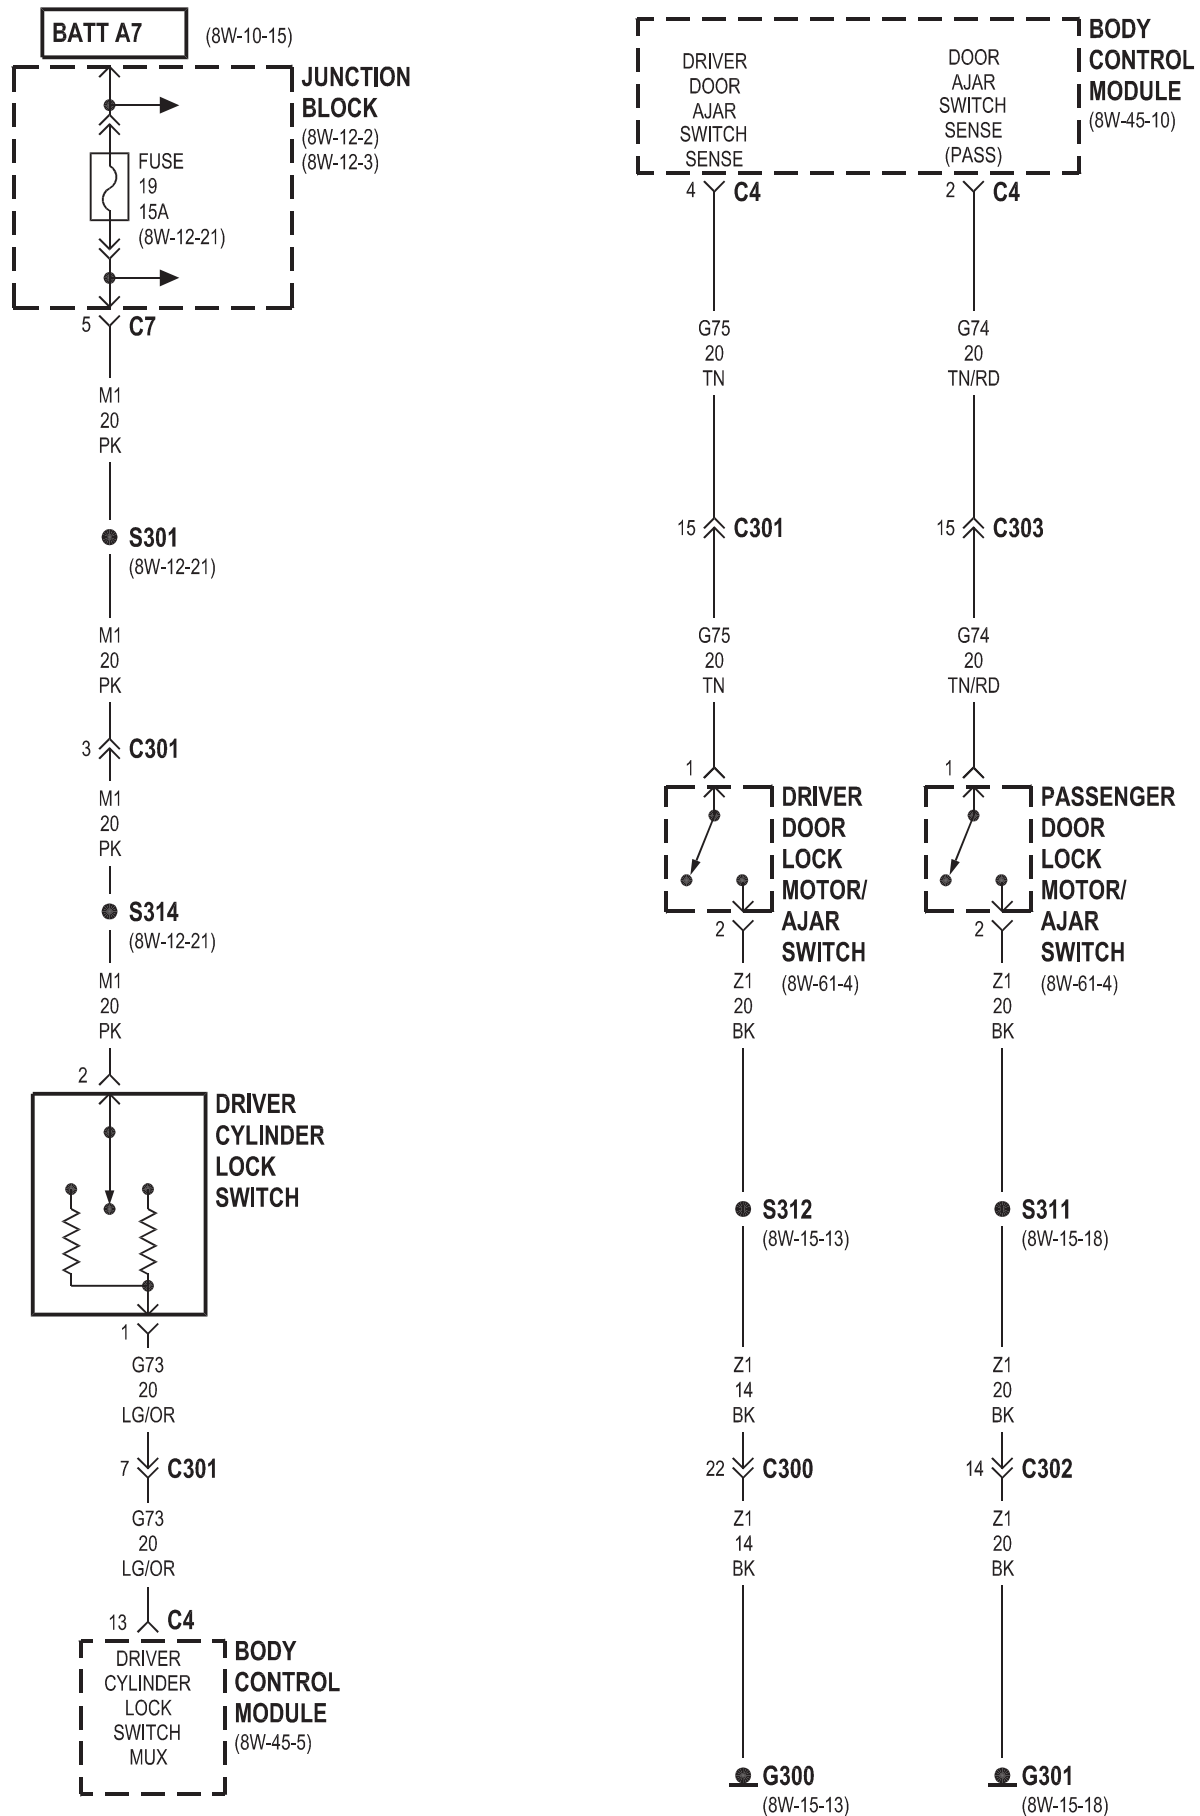 BATT A7
(8W-10-15)
JUNCTION
BLOCK
(8W-12-2)
(8W-12-3)
FUSE
19
15A
(8W-12-21)
5
C7
M1
20
PK
S301
(8W-12-21)
M1
20
PK
3
C301
M1
20
PK
S314
(8W-12-21)
M1
20
PK
2
DRIVER
CYLINDER
LOCK
SWITCH
1
G73
20
LG/OR
7
C301
G73
20
LG/OR
13
C4
DRIVER
CYLINDER
LOCK
SWITCH
MUX
BODY
CONTROL
MODULE
(8W-45-5)
DRIVER
DOOR
AJAR
SWITCH
SENSE
DOOR
AJAR
SWITCH
SENSE
(PASS)
BODY
CONTROL
MODULE
(8W-45-10)
4
C4
G75
20
TN
15
C301
G75
20
TN
1
DRIVER
DOOR
LOCK
MOTOR/
AJAR
SWITCH
(8W-61-4)
2
Z1
20
BK
S312
(8W-15-13)
Z1
14
BK
22
C300
Z1
14
BK
G300
(8W-15-13)
2
C4
G74
20
TN/RD
15
C303
G74
20
TN/RD
1
PASSENGER
DOOR
LOCK
MOTOR/
AJAR
SWITCH
(8W-61-4)
2
Z1
20
BK
S311
(8W-15-18)
Z1
20
BK
14
C302
Z1
20
BK
G301
(8W-15-18)